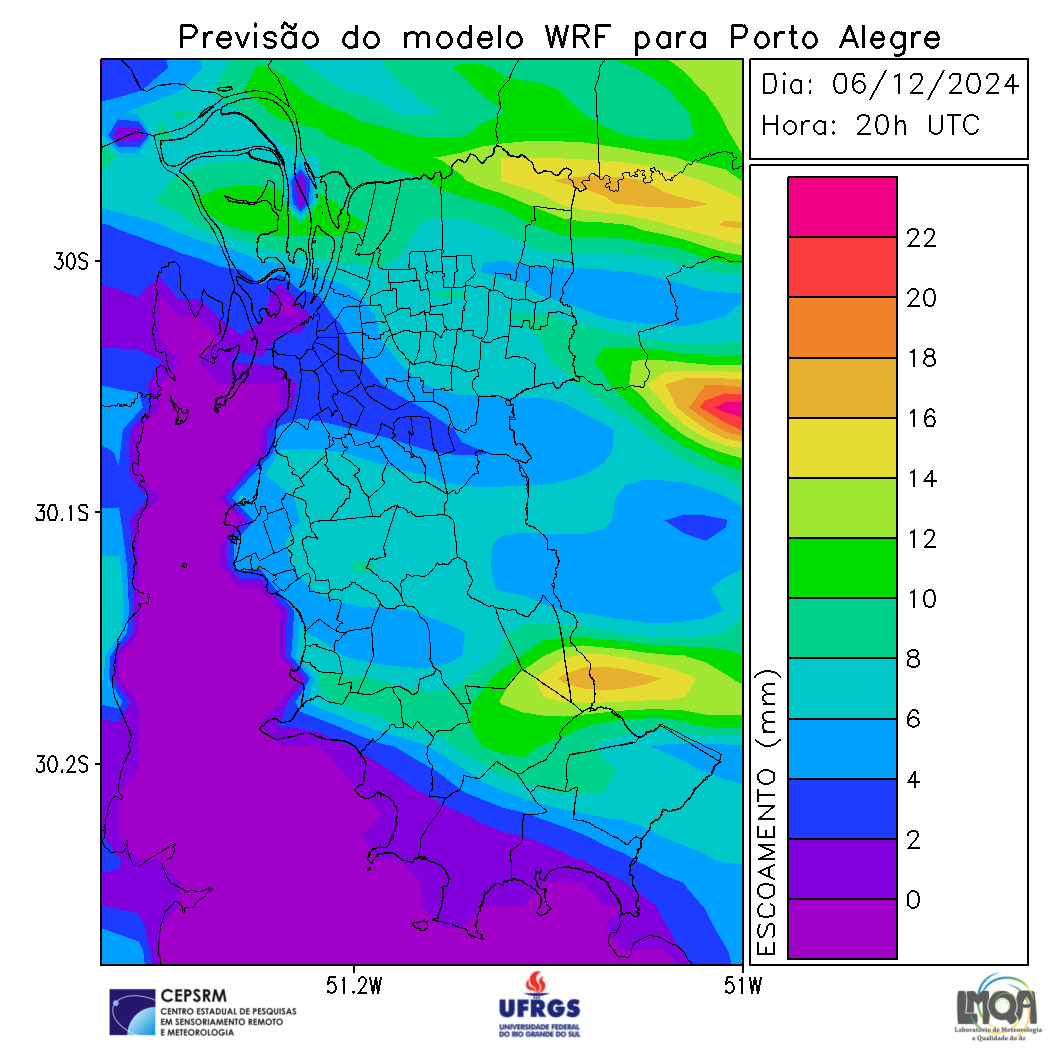 Previsão do modelo WRF para Porto Alegre
Dia: 06/12/2024
Hora: 20h UTC
30S
30.1S
30.2S
51.2W
51W
ESCOAMENTO (mm)
22
20
18
16
14
12
10
8
6
4
2
0
CEPSRM
CENTRO ESTADUAL DE PESQUISAS
EM SENSORIAMENTO REMOTO
E METEOROLOGIA
UFRGS
UNIVERSIDADE FEDERAL
DO RIO GRANDE DO SUL
LMQA
Laboratório de Meteorologia
e Qualidade do Ar